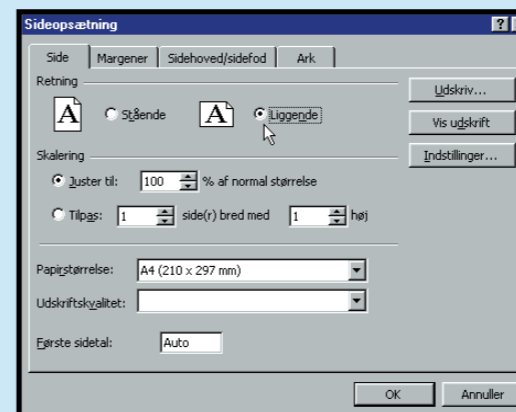 Sideopsætning
Side Margener Sidehoved/sidefod Ark
Retning
A Stående A Liggende
Skalering
Juster til: 100 % af normal størrelse
Tilpas: 1 side(r) bred med 1 høj
Papirstørrelse: A4 (210 x 297 mm)
Udskriftskvalitet:
Første sidetal: Auto
Udskriv...
Vis udskrift
Indstillinger...
OK Annuller